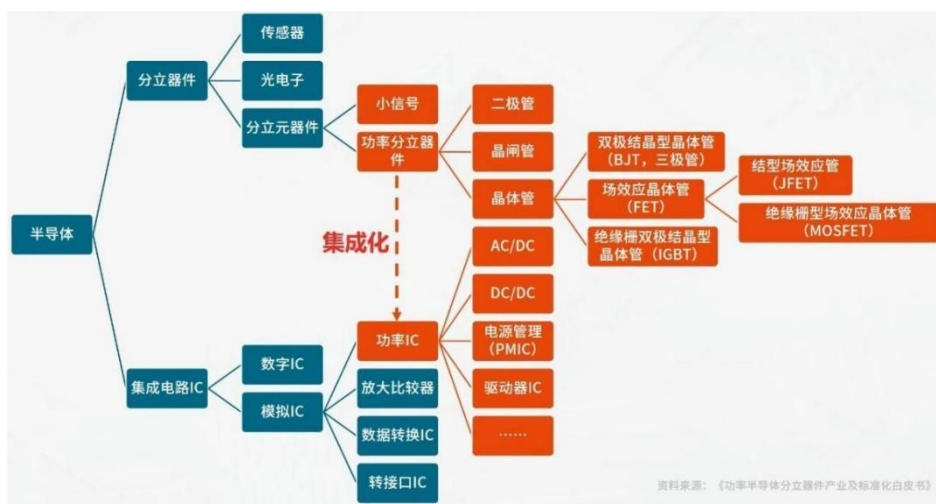 传感器
分立器件
光电子
分立元器件
小信号
功率分立器
件
二极管
晶闸管
晶体管
双极结晶型晶体管
（BJT，三极管）
场效应晶体管
（FET）
绝缘栅双极结晶型
晶体管（IGBT）
结型场效应管
（JFET）
绝缘栅型场效应晶体管
（MOSFET）
半导体
集成化
AC/DC
DC/DC
功率IC
电源管理
（PMIC）
集成电路IC
数字IC
模拟IC
放大比较器
驱动器IC
数据转换IC
……
转接口IC
资料来源：《功率半导体分立器件产业及标准化白皮书》